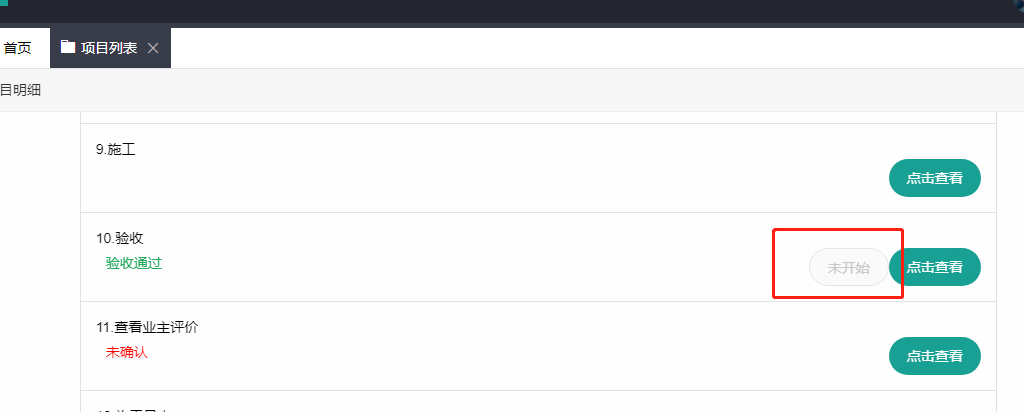 首页 项目列表
目明细
9.施工
点击查看
10.验收
验收通过
未开始 点击查看
11.查看业主评价
未确认
点击查看